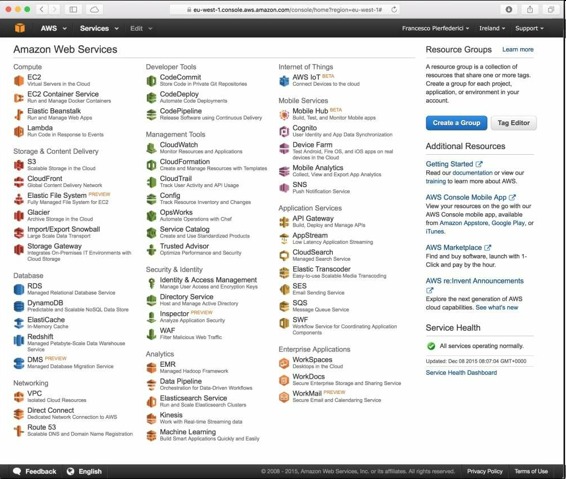 eu-west-1.console.aws.amazon.com/console/home?region=eu-west-1#
AWS
Services
Edit
Francesco Pierfederici
Ireland
Support
Amazon Web Services
Compute
EC2
Virtual Servers in the Cloud
EC2 Container Service
Run and Manage Docker Containers
Elastic Beanstalk
Run and Manage Web Apps
Lambda
Run Code in Response to Events
Storage & Content Delivery
S3
Scalable Storage in the Cloud
CloudFront
Global Content Delivery Network
Elastic File System PREVIEW
Fully Managed File System for EC2
Glacier
Archive Storage in the Cloud
Import/Export Snowball
Large Scale Data Transport
Storage Gateway
Integrates On-Premises IT Environments with
Cloud Storage
Database
RDS
Managed Relational Database Service
DynamoDB
Predictable and Scalable NoSQL Data Store
ElastiCache
In-Memory Cache
Redshift
Managed Petabyte-Scale Data Warehouse
Service
DMS PREVIEW
Managed Database Migration Service
Networking
VPC
Isolated Cloud Resources
Direct Connect
Dedicated Network Connection to AWS
Route 53
Scalable DNS and Domain Name Registration
Developer Tools
CodeCommit
Store Code in Private Git Repositories
CodeDeploy
Automate Code Deployments
CodePipeline
Release Software using Continuous Delivery
Management Tools
CloudWatch
Monitor Resources and Applications
CloudFormation
Create and Manage Resources with Templates
CloudTrail
Track User Activity and API Usage
Config
Track Resource Inventory and Changes
OpsWorks
Automate Operations with Chef
Service Catalog
Create and Use Standardized Products
Trusted Advisor
Optimize Performance and Security
Security & Identity
Identity & Access Management
Manage User Access and Encryption Keys
Directory Service
Host and Manage Active Directory
Inspector PREVIEW
Analyze Application Security
WAF
Filter Malicious Web Traffic
Analytics
EMR
Managed Hadoop Framework
Data Pipeline
Orchestration for Data-Driven Workflows
Elasticsearch Service
Run and Scale Elasticsearch Clusters
Kinesis
Work with Real-time Streaming data
Machine Learning
Build Smart Applications Quickly and Easily
Internet of Things
AWS IoT BETA
Connect Devices to the cloud
Mobile Services
Mobile Hub BETA
Build, Test, and Monitor Mobile apps
Cognito
User Identity and App Data Synchronization
Device Farm
Test Android, Fire OS, and iOS apps on real
devices in the Cloud
Mobile Analytics
Collect, View and Export App Analytics
SNS
Push Notification Service
Application Services
API Gateway
Build, Deploy and Manage APIs
AppStream
Low Latency Application Streaming
CloudSearch
Managed Search Service
Elastic Transcoder
Easy-to-use Scalable Media Transcoding
SES
Email Sending Service
SQS
Message Queue Service
SWF
Workflow Service for Coordinating Application
Components
Enterprise Applications
WorkSpaces
Desktops in the Cloud
WorkDocs
Secure Enterprise Storage and Sharing Service
WorkMail PREVIEW
Secure Email and Calendaring Service
Resource Groups
Learn more
A resource group is a collection of
resources that share one or more tags.
Create a group for each project,
application, or environment in your
account.
Create a Group
Tag Editor
Additional Resources
Getting Started
Read our documentation or view our
training to learn more about AWS.
AWS Console Mobile App
View your resources on the go with our
AWS Console mobile app, available
from Amazon Appstore, Google Play, or
iTunes.
AWS Marketplace
Find and buy software, launch with 1-
Click and pay by the hour.
AWS re:Invent Announcements
Explore the next generation of AWS
cloud capabilities. See what's new
Service Health
All services operating normally.
Updated: Dec 08 2015 08:07:04 GMT+0000
Service Health Dashboard
Feedback
English
© 2008 - 2015, Amazon Web Services, Inc. or its affiliates. All rights reserved.
Privacy Policy
Terms of Use